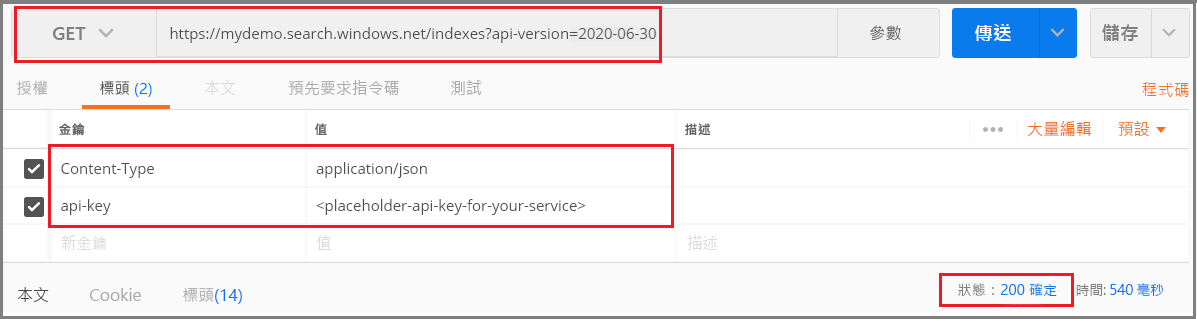 GET https://mydemo.search.windows.net/indexes?api-version=2020-06-30 參數 傳送 儲存
授權 標頭 (2) 本文 預先要求指令碼 測試 程式碼
金鑰 值 描述 ••• 大量編輯 預設
Content-Type application/json
api-key <placeholder-api-key-for-your-service>
新金鑰 值 描述
本文 Cookie 標頭(14) 狀態：200 確定 時間: 540 毫秒